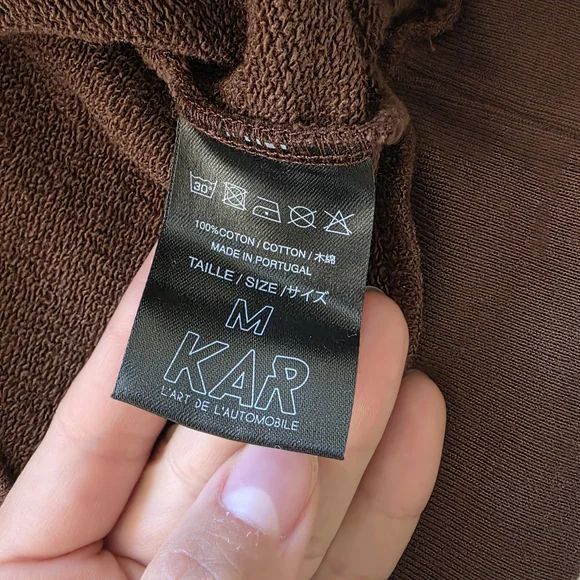 30°
100%COTON / COTTON / 木綿
MADE IN PORTUGAL
TAILLE / SIZE /サイズ
M
KAR
L'ART DE L'AUTOMOBILE